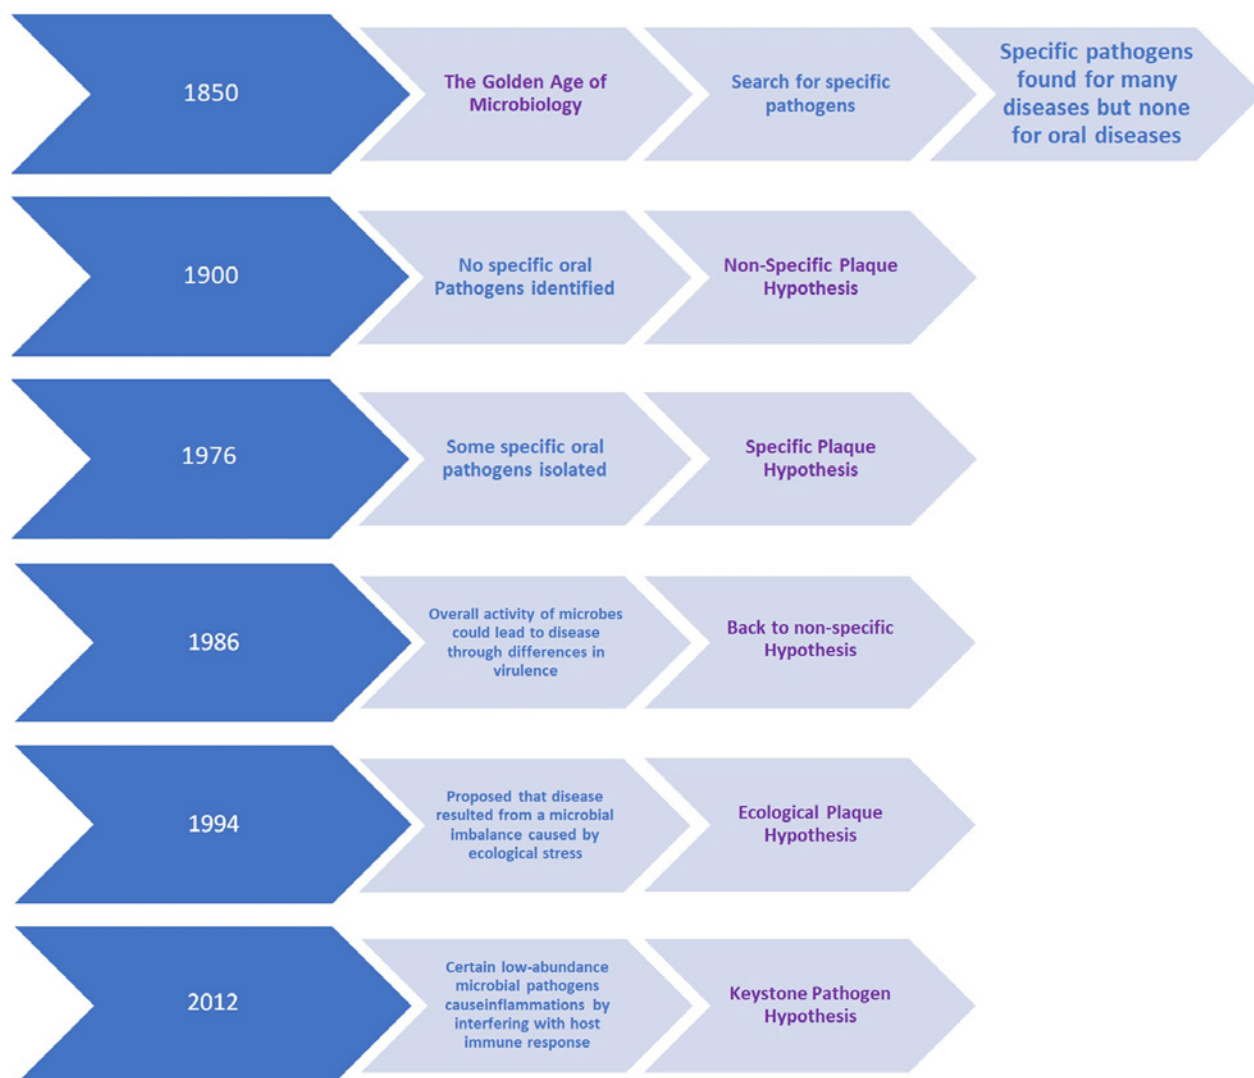 1850
The Golden Age of
Microbiology
Search for specific
pathogens
Specific pathogens
found for many
diseases but none
for oral diseases
1900
No specific oral
Pathogens identified
Non-Specific Plaque
Hypothesis
1976
Some specific oral
pathogens isolated
Specific Plaque
Hypothesis
1986
Overall activity of microbes
could lead to disease
through differences in
virulence
Back to non-specific
Hypothesis
1994
Proposed that disease
resulted from a microbial
imbalance caused by
ecological stress
Ecological Plaque
Hypothesis
2012
Certain low-abundance
microbial pathogens
causeinflammations by
interfering with host
immune response
Keystone Pathogen
Hypothesis